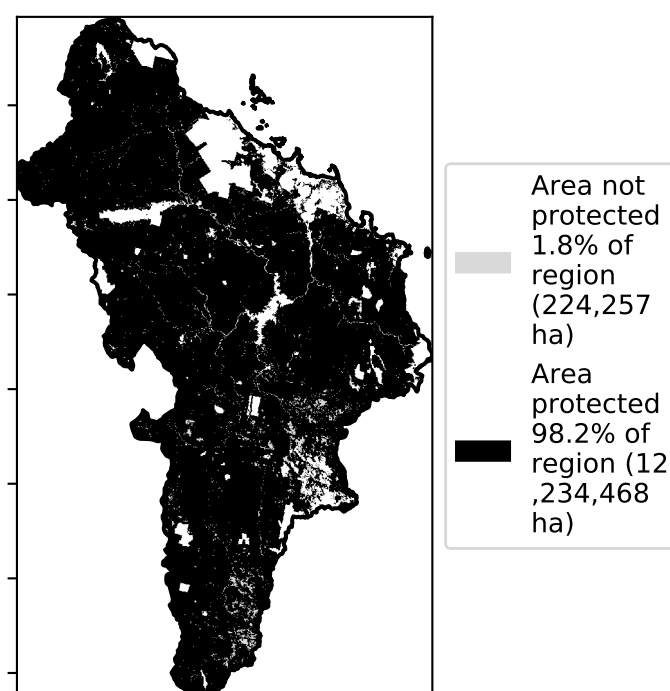 Area not
protected
1.8% of
region
(224,257
ha)
Area
protected
98.2% of
region (12
,234,468
ha)